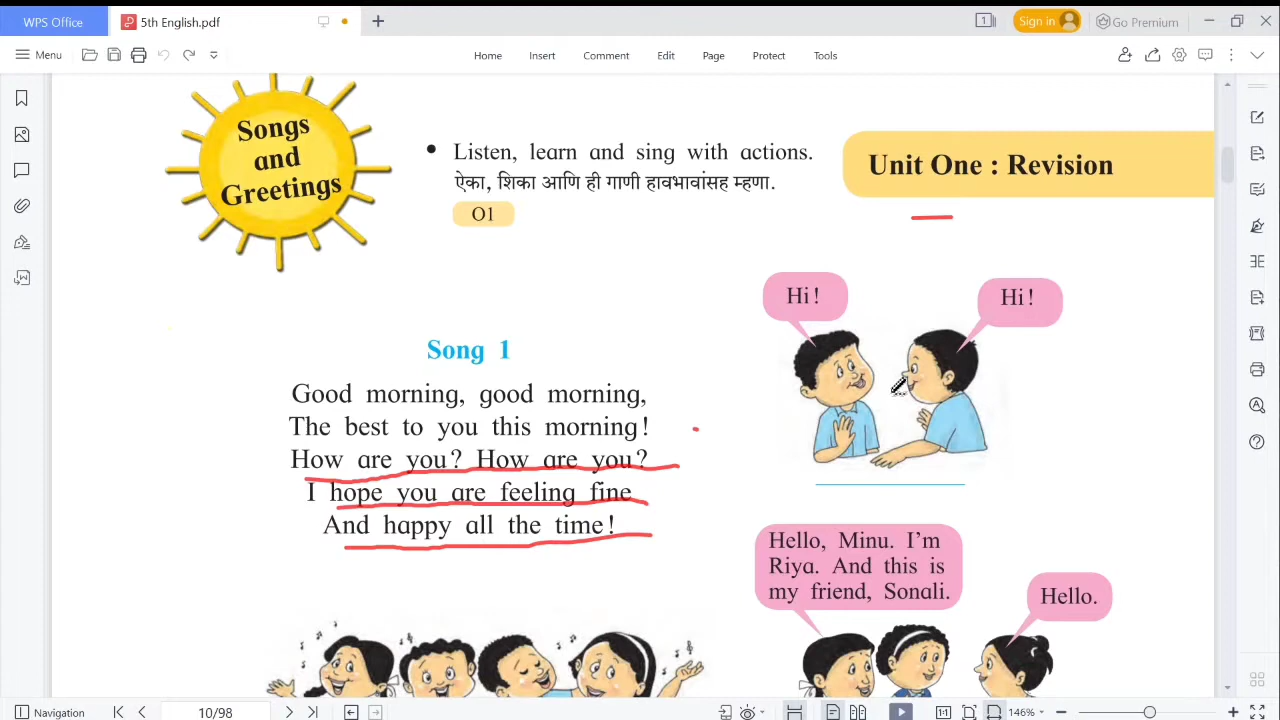 WPS Office
5th English.pdf
1
Sign in
Go Premium
Menu
Home Insert Comment Edit Page Protect Tools
Songs
and
Greetings
• Listen, learn and sing with actions.
ऐका, शिका आणि ही गाणी हावभावांसह म्हणा.
O1
Unit One : Revision
Hi!
Hi!
Song 1
Good morning, good morning,
The best to you this morning!
How are you? How are you?
I hope you are feeling fine
And happy all the time!
Hello, Minu. I'm
Riya. And this is
my friend, Sonali.
Hello.
Navigation
10/98
1:1
146%